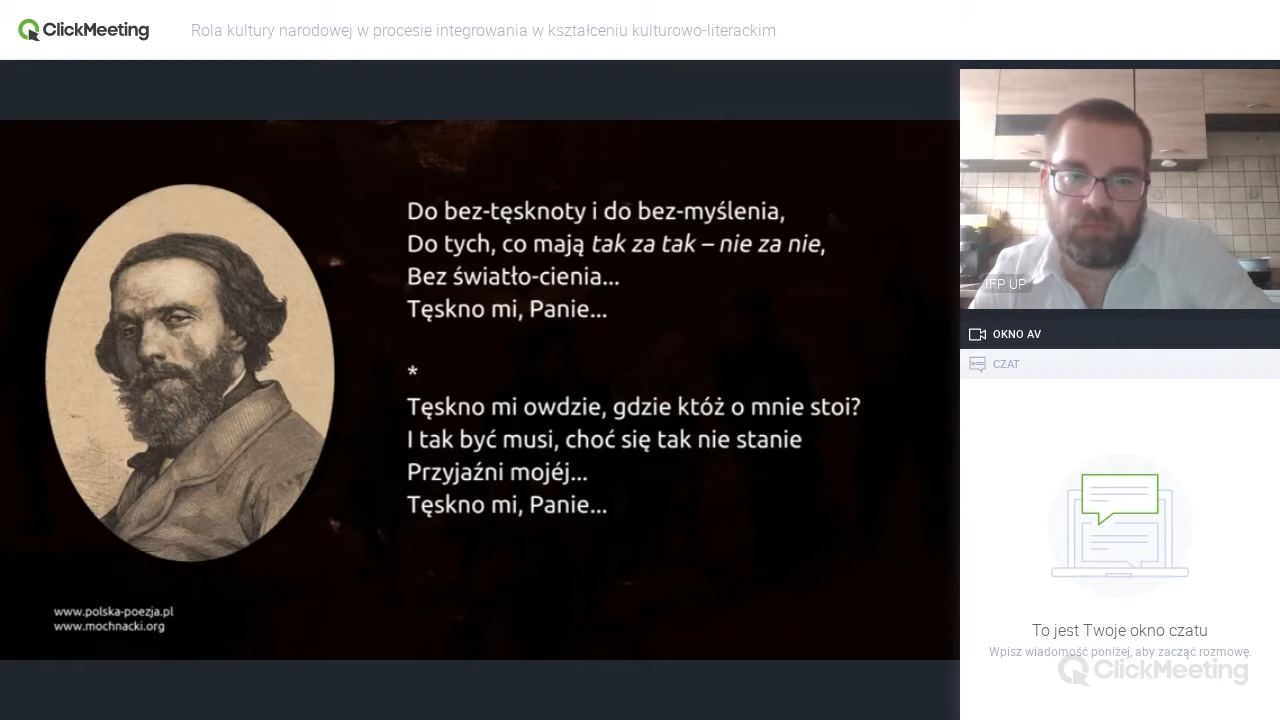 ClickMeeting
Rola kultury narodowej w procesie integrowania w kształceniu kulturowo-literackim
Do bez-tęsknoty i do bez-myślenia,
Do tych, co mają tak za tak – nie za nie,
Bez światło-cienia...
Tęskno mi, Panie...
*
Tęskno mi owdzie, gdzie któż o mnie stoi?
I tak być musi, choć się tak nie stanie
Przyjaźni mojéj...
Tęskno mi, Panie...
www.polska-poezja.pl
www.mochnacki.org
IFP UP
OKNO AV
CZAT
To jest Twoje okno czatu
Wpisz wiadomość poniżej, aby zacząć rozmowę.
ClickMeeting